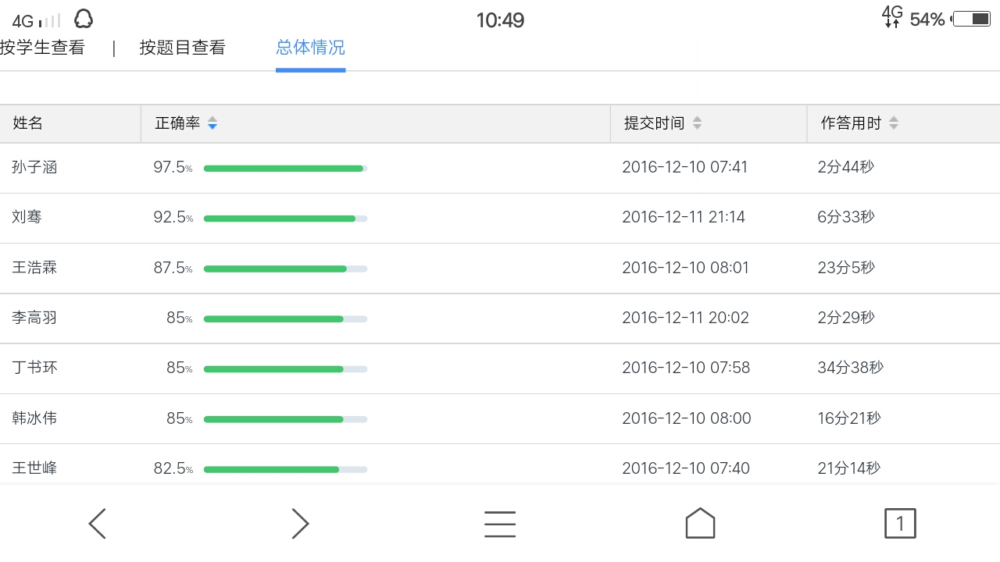 4G 10:49 4G 54%
按学生查看 | 按题目查看 总体情况
姓名 正确率 提交时间 作答用时
孙子涵 97.5% 2016-12-10 07:41 2分44秒
刘骞 92.5% 2016-12-11 21:14 6分33秒
王浩霖 87.5% 2016-12-10 08:01 23分5秒
李高羽 85% 2016-12-11 20:02 2分29秒
丁书环 85% 2016-12-10 07:58 34分38秒
韩冰伟 85% 2016-12-10 08:00 16分21秒
王世峰 82.5% 2016-12-10 07:40 21分14秒
1